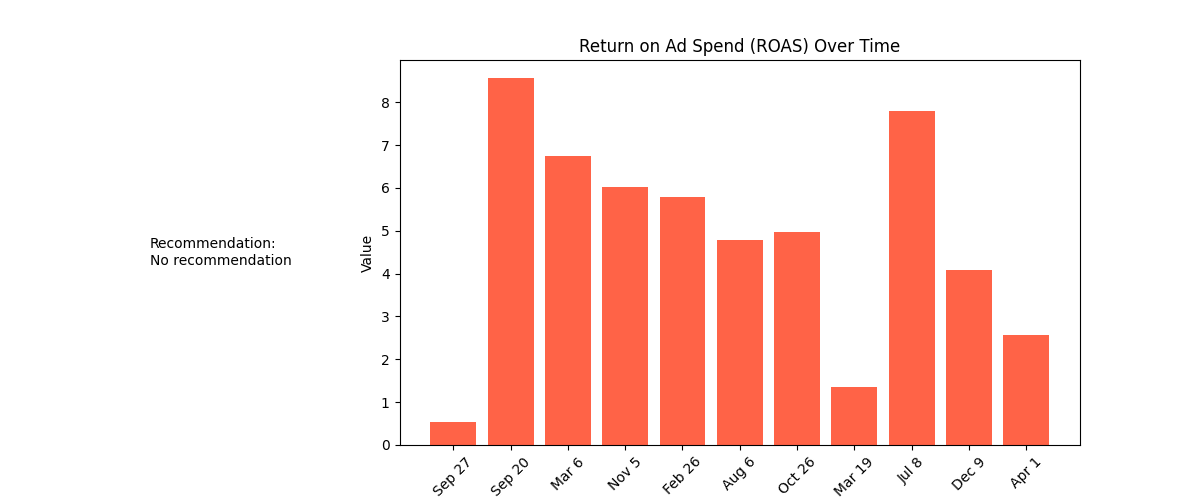 Return on Ad Spend (ROAS) Over Time
Recommendation:
No recommendation
Value
8
7
6
5
4
3
2
1
0
Sep 27
Sep 20
Mar 6
Nov 5
Feb 26
Aug 6
Oct 26
Mar 19
Jul 8
Dec 9
Apr 1